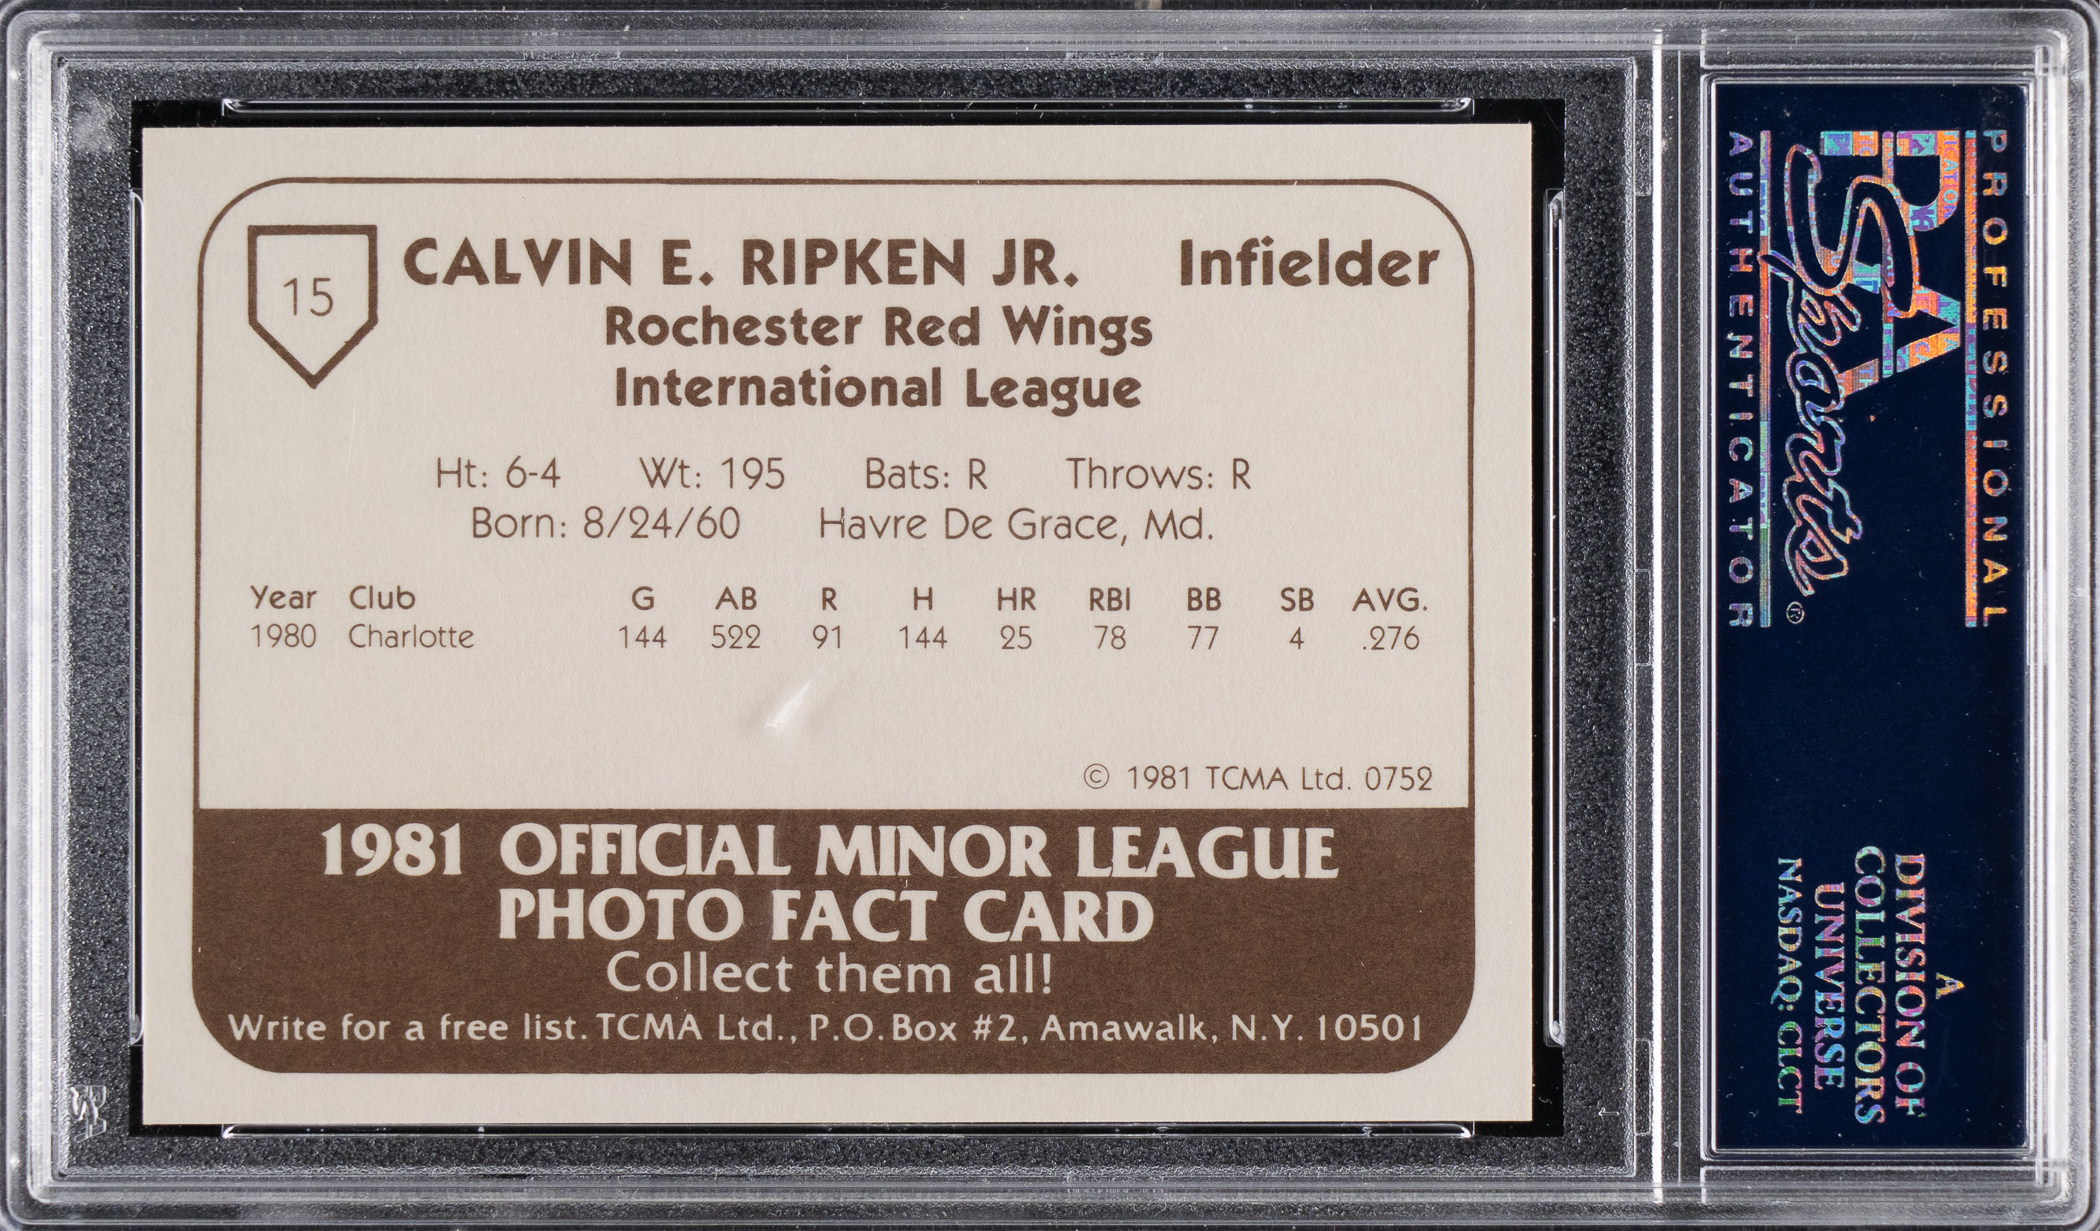 15
CALVIN E. RIPKEN JR. Infielder
Rochester Red Wings
International League
Ht: 6-4 Wt: 195 Bats: R Throws: R
Born: 8/24/60 Havre De Grace, Md.
Year Club G AB R H HR RBI BB SB AVG.
1980 Charlotte 144 522 91 144 25 78 77 4 .276
© 1981 TCMA Ltd. 0752
1981 OFFICIAL MINOR LEAGUE
PHOTO FACT CARD
Collect them all!
Write for a free list. TCMA Ltd., P.O. Box #2, Amawalk, N.Y. 10501
PROFESSIONAL
PSA
Sports
AUTHENTICATOR
®
A
DIVISION OF
COLLECTORS
UNIVERSE
NASDAQ: CLCT
PSA